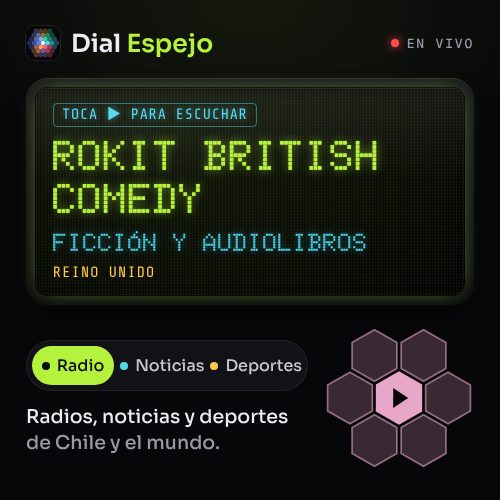 Dial Espejo
EN VIVO
TOCA ▶ PARA ESCUCHAR
ROKIT BRITISH
COMEDY
FICCIÓN Y AUDIOLIBROS
REINO UNIDO
Radio Noticias Deportes
Radios, noticias y deportes
de Chile y el mundo.